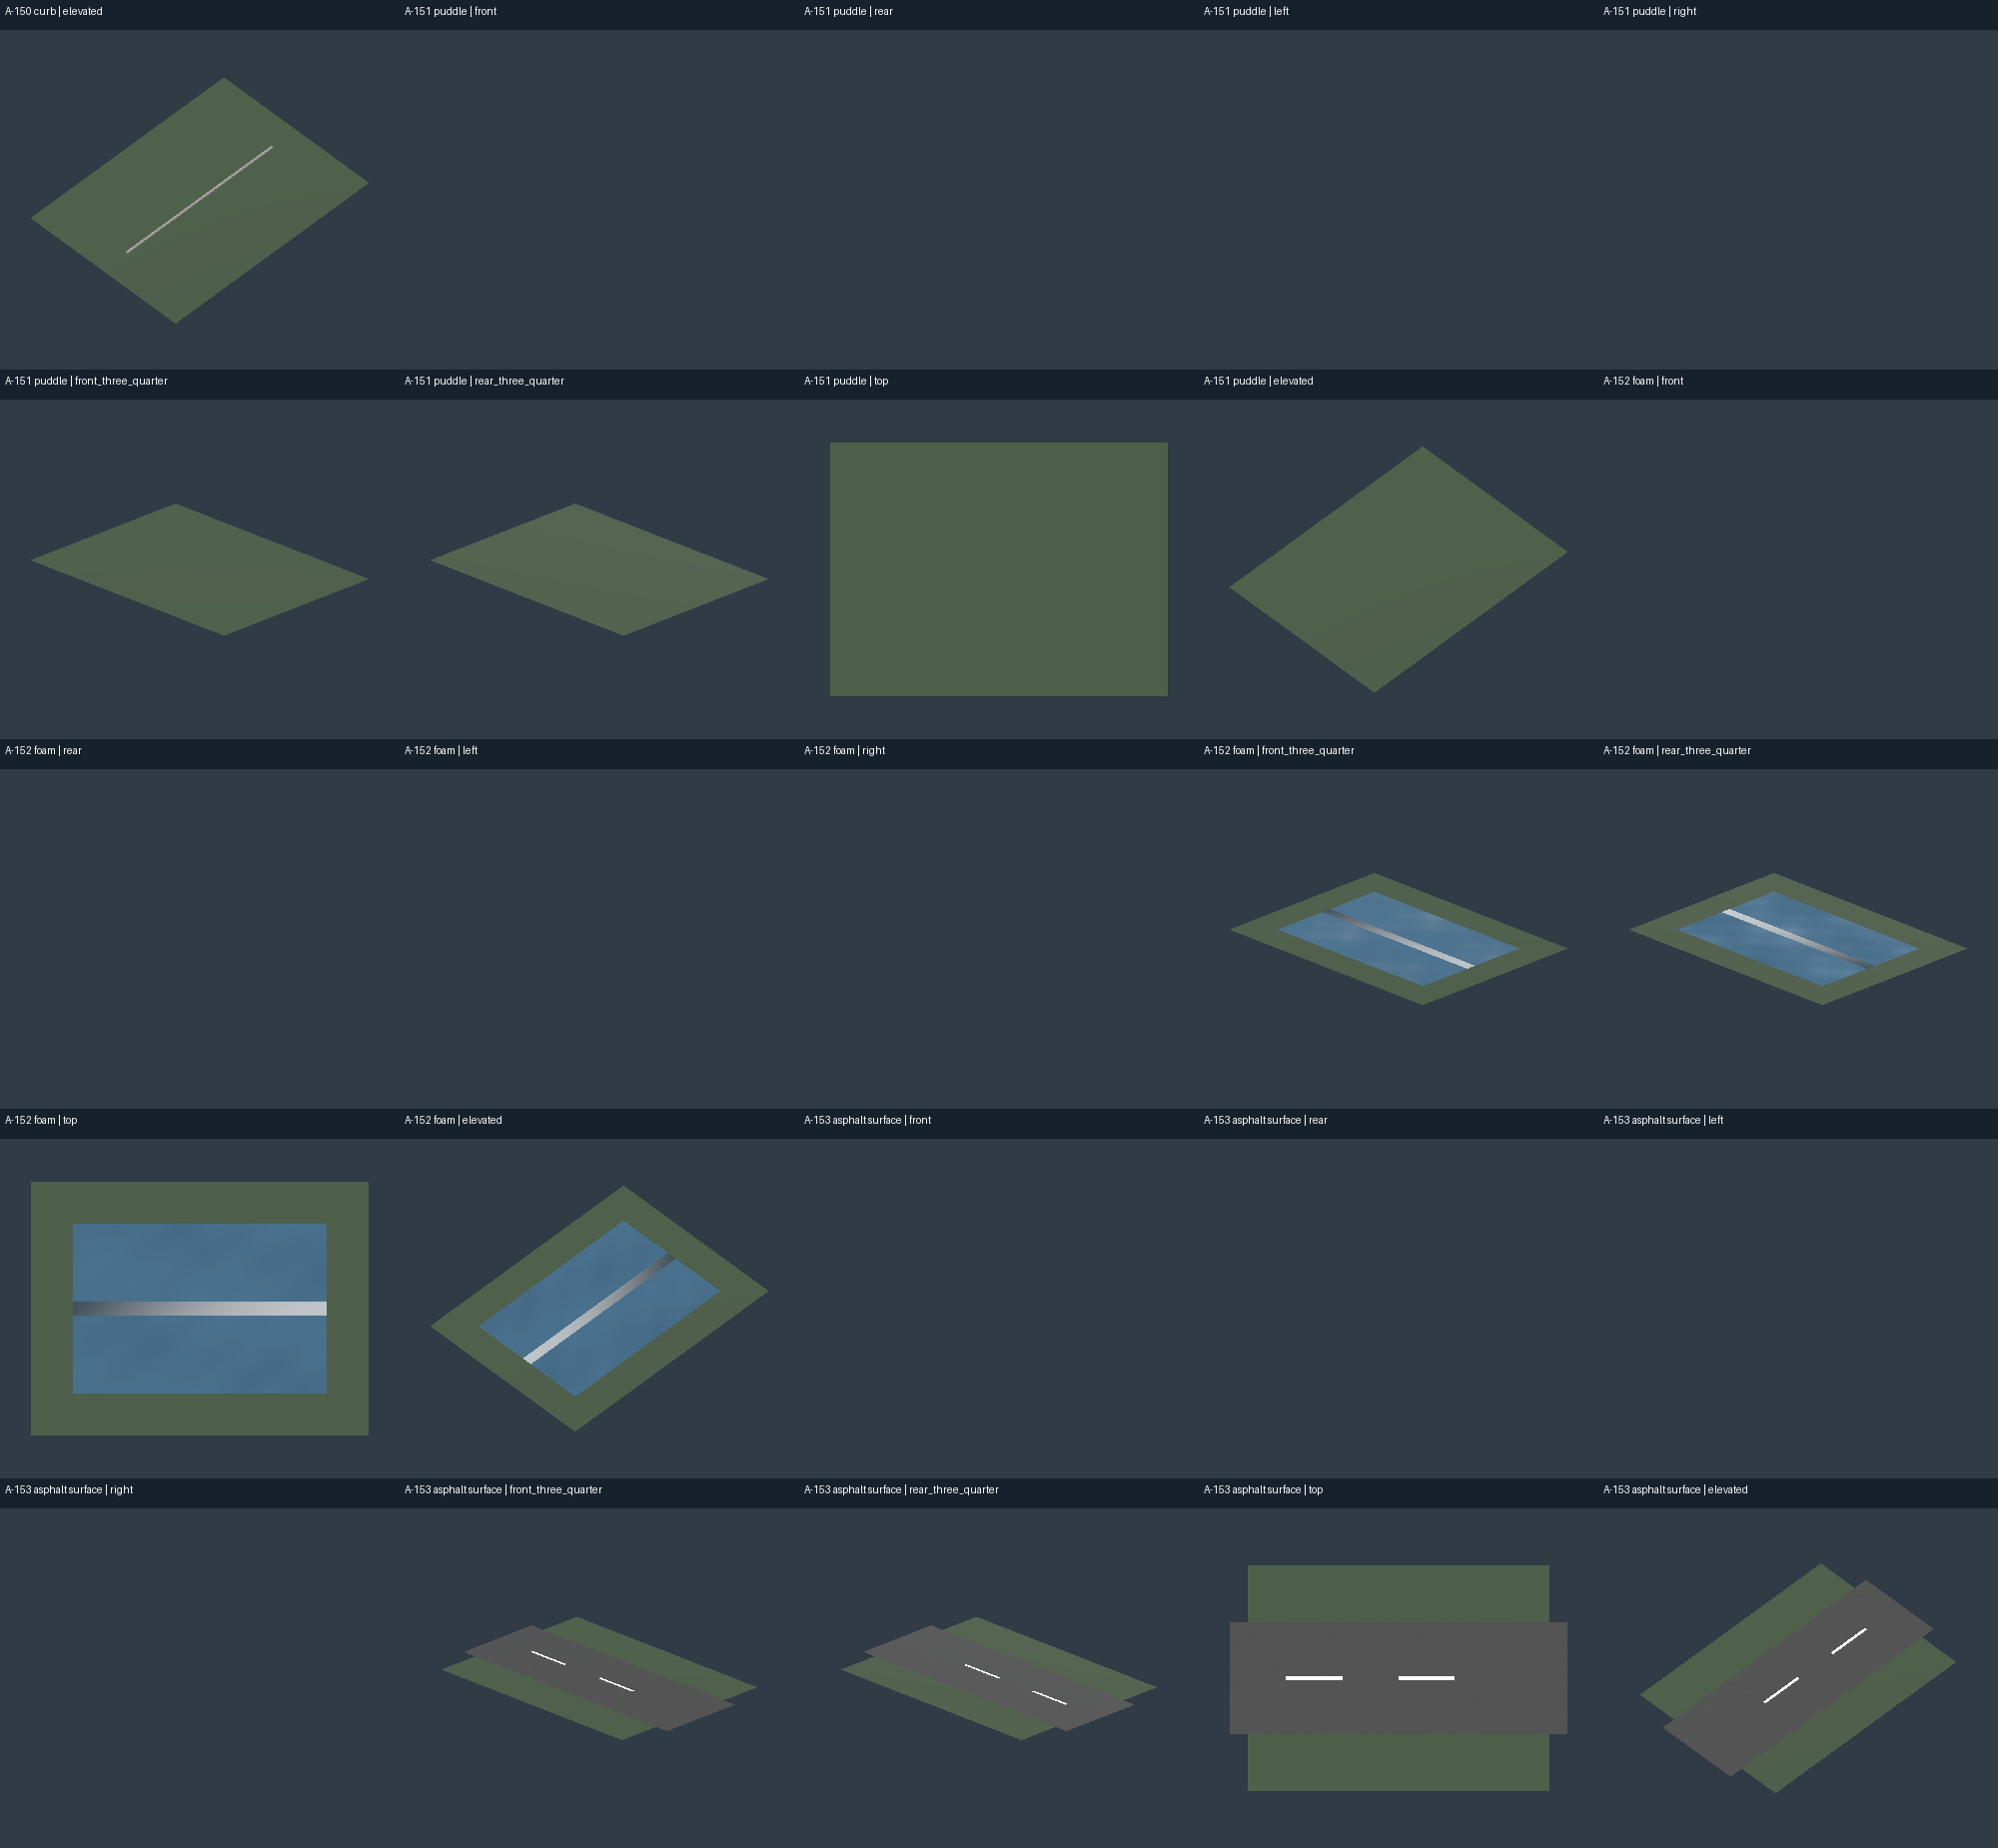 A-150 curb | elevated
A-151 puddle | front
A-151 puddle | rear
A-151 puddle | left
A-151 puddle | right
A-151 puddle | front_three_quarter
A-151 puddle | rear_three_quarter
A-151 puddle | top
A-151 puddle | elevated
A-152 foam | front
A-152 foam | rear
A-152 foam | left
A-152 foam | right
A-152 foam | front_three_quarter
A-152 foam | rear_three_quarter
A-152 foam | top
A-152 foam | elevated
A-153 asphalt surface | front
A-153 asphalt surface | rear
A-153 asphalt surface | left
A-153 asphalt surface | right
A-153 asphalt surface | front_three_quarter
A-153 asphalt surface | rear_three_quarter
A-153 asphalt surface | top
A-153 asphalt surface | elevated